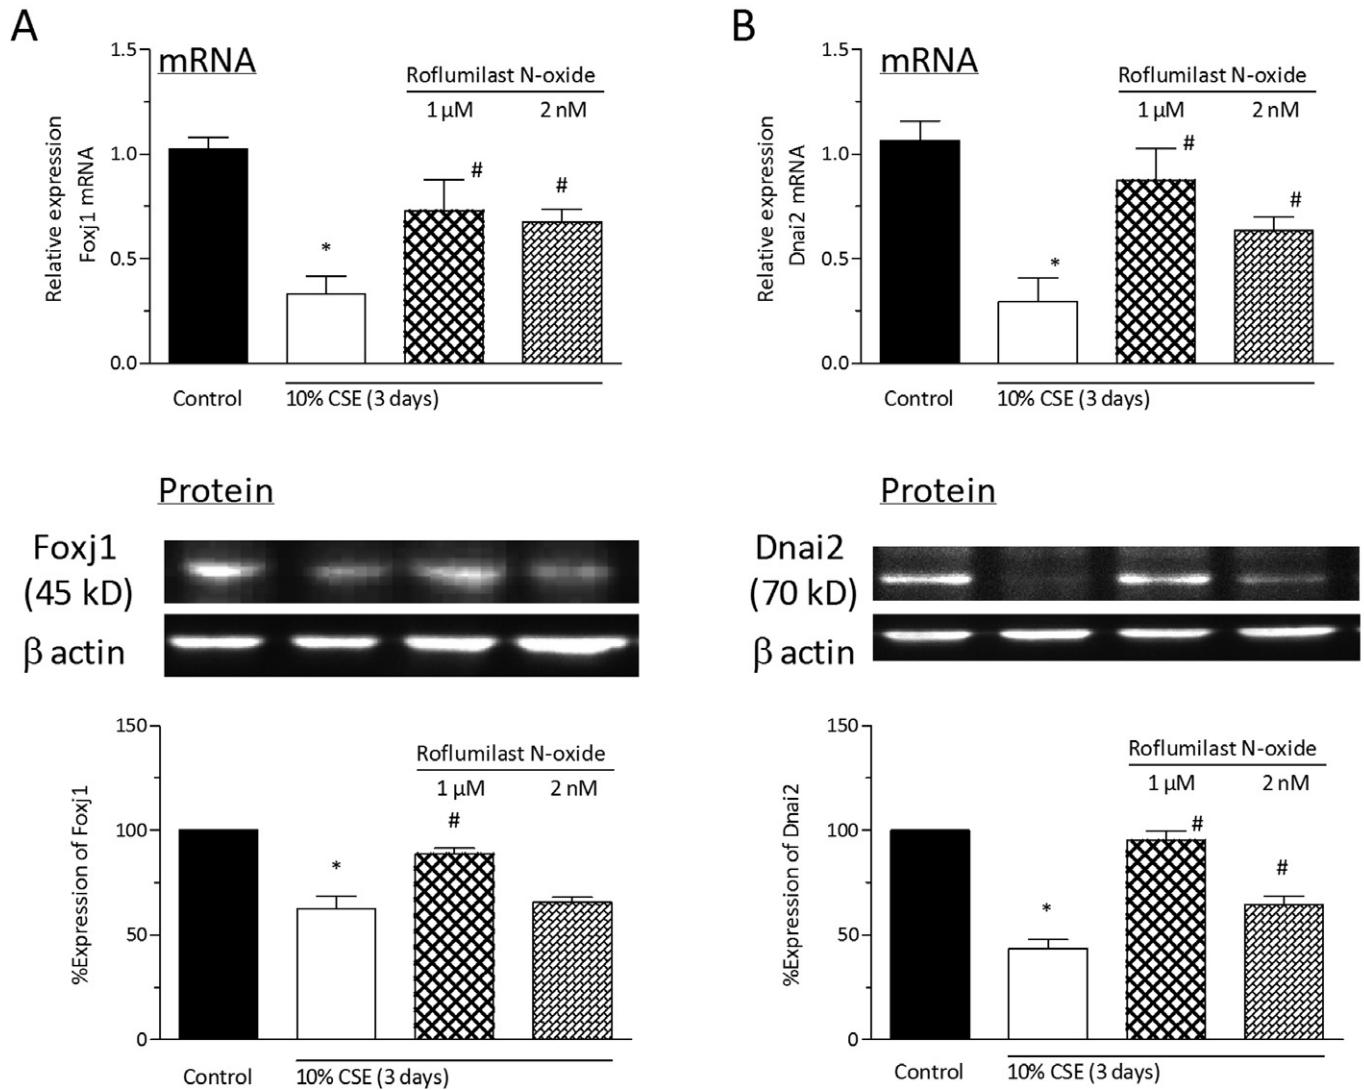 A
mRNA
Roflumilast N-oxide
1 µM 2 nM
1.5
1.0
0.5
0.0
Relative expression
Foxj1 mRNA
#
#
*
Control
10% CSE (3 days)
B
mRNA
Roflumilast N-oxide
1 µM 2 nM
1.5
1.0
0.5
0.0
Relative expression
Dnai2 mRNA
#
#
*
Control
10% CSE (3 days)
Protein
Foxj1
(45 kD)
β actin
150
100
50
0
%Expression of Foxj1
Roflumilast N-oxide
1 µM 2 nM
#
*
Control
10% CSE (3 days)
Protein
Dnai2
(70 kD)
β actin
150
100
50
0
%Expression of Dnai2
Roflumilast N-oxide
1 µM 2 nM
#
#
*
Control
10% CSE (3 days)